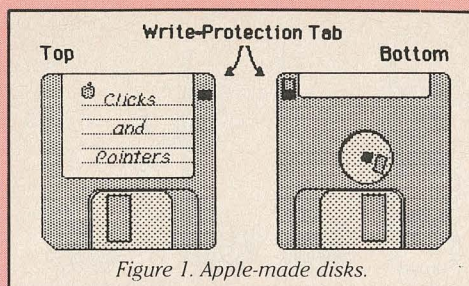 Write-Protection Tab
Top
Bottom
Clicks
and
Pointers
Figure 1. Apple-made disks.